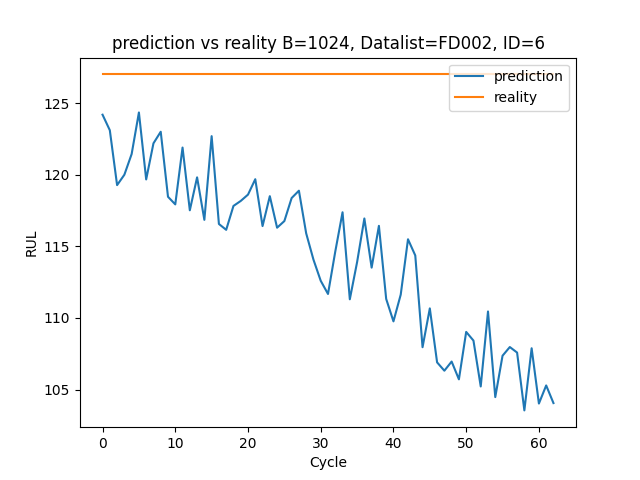 prediction vs reality B=1024, Datalist=FD002, ID=6
prediction
reality
125
120
115
110
105
RUL
0 10 20 30 40 50 60
Cycle